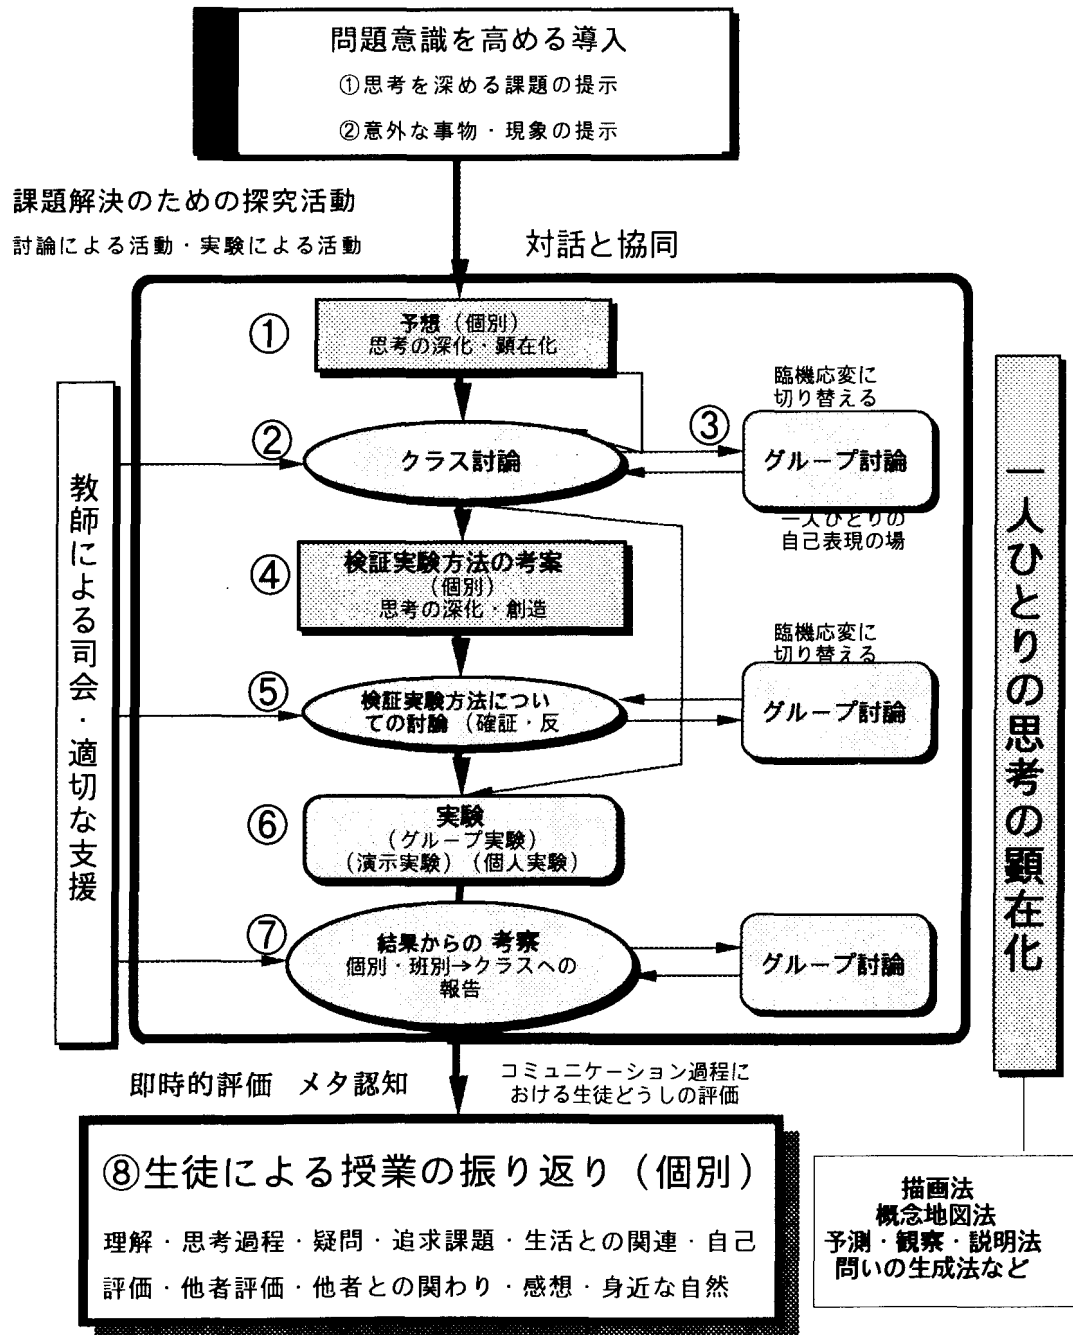 問題意識を高める導入
①思考を深める課題の提示
②意外な事物・現象の提示
課題解決のための探究活動
討論による活動・実験による活動
対話と協同
①
予想(個別)
思考の深化・顕在化
②
クラス討論
③
臨機応変に
切り替える
グループ討論
一人ひとりの
自己表現の場
④
検証実験方法の考案
(個別)
思考の深化・創造
⑤
検証実験方法につい
ての討論(確証・反
臨機応変に
切り替える
グループ討論
⑥
実験
(グループ実験)
(演示実験)(個人実験)
⑦
結果からの 考察
個別・班別→クラスへの
報告
グループ討論
教師による司会・適切な支援
一人ひとりの思考の顕在化
即時的評価 メタ認知
コミュニケーション過程に
おける生徒どうしの評価
⑧生徒による授業の振り返り(個別)
理解・思考過程・疑問・追求課題・生活との関連・自己
評価・他者評価・他者との関わり・感想・身近な自然
描画法
概念地図法
予測・観察・説明法
問いの生成法など